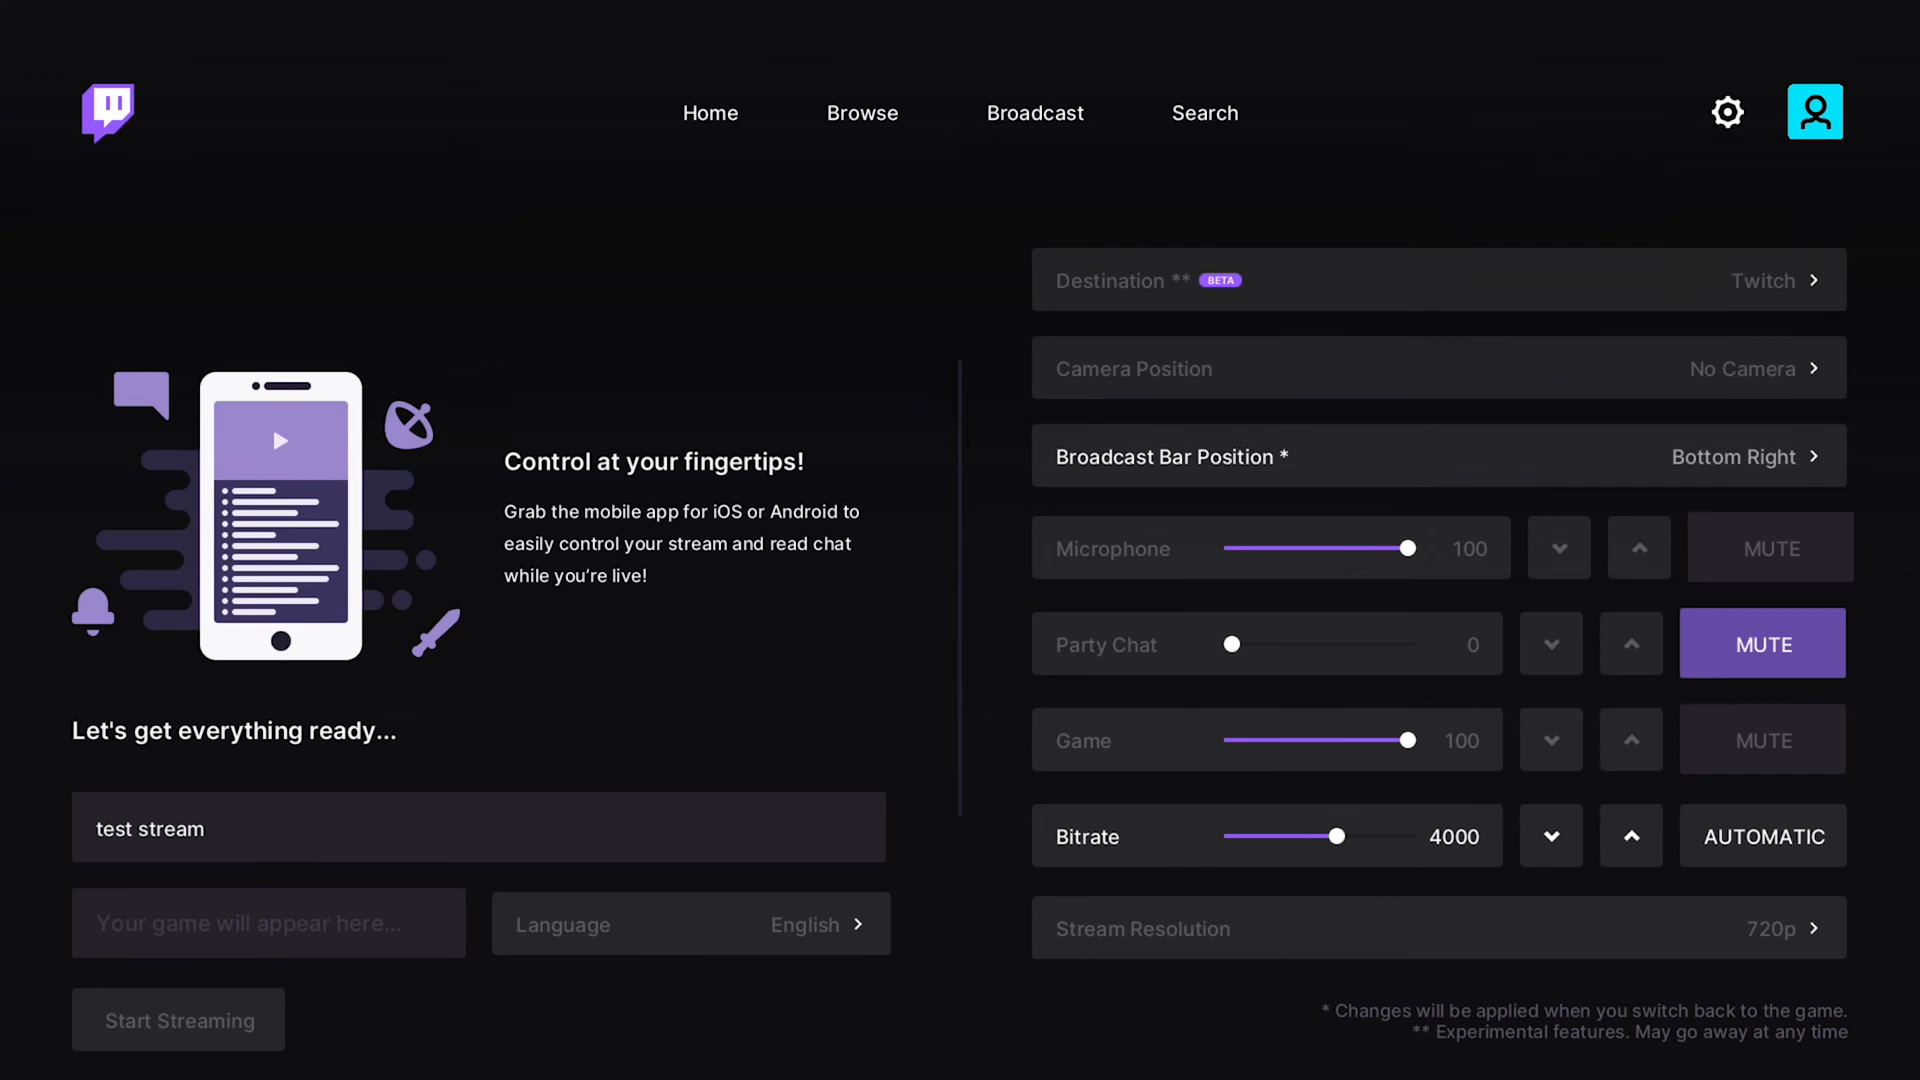 Home
Browse
Broadcast
Search
Control at your fingertips!
Grab the mobile app for iOS or Android to
easily control your stream and read chat
while you’re live!
Let's get everything ready...
test stream
Your game will appear here...
Language English
Start Streaming
Destination ** BETA Twitch
Camera Position No Camera
Broadcast Bar Position * Bottom Right
Microphone 100 MUTE
Party Chat 0 MUTE
Game 100 MUTE
Bitrate 4000 AUTOMATIC
Stream Resolution 720p
* Changes will be applied when you switch back to the game.
** Experimental features. May go away at any time